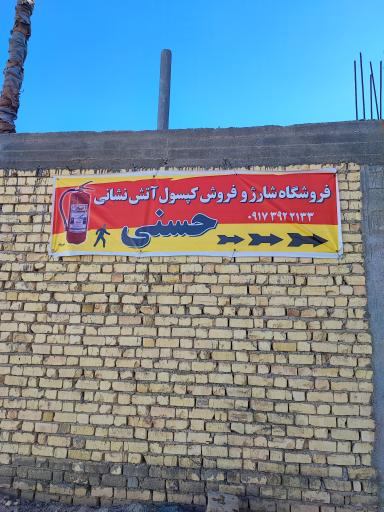 فروشگاه شارژ و فروش کپسول آتش نشانی
۰۹۱۷ ۳۹۲ ۲۱۳۳
حسنی